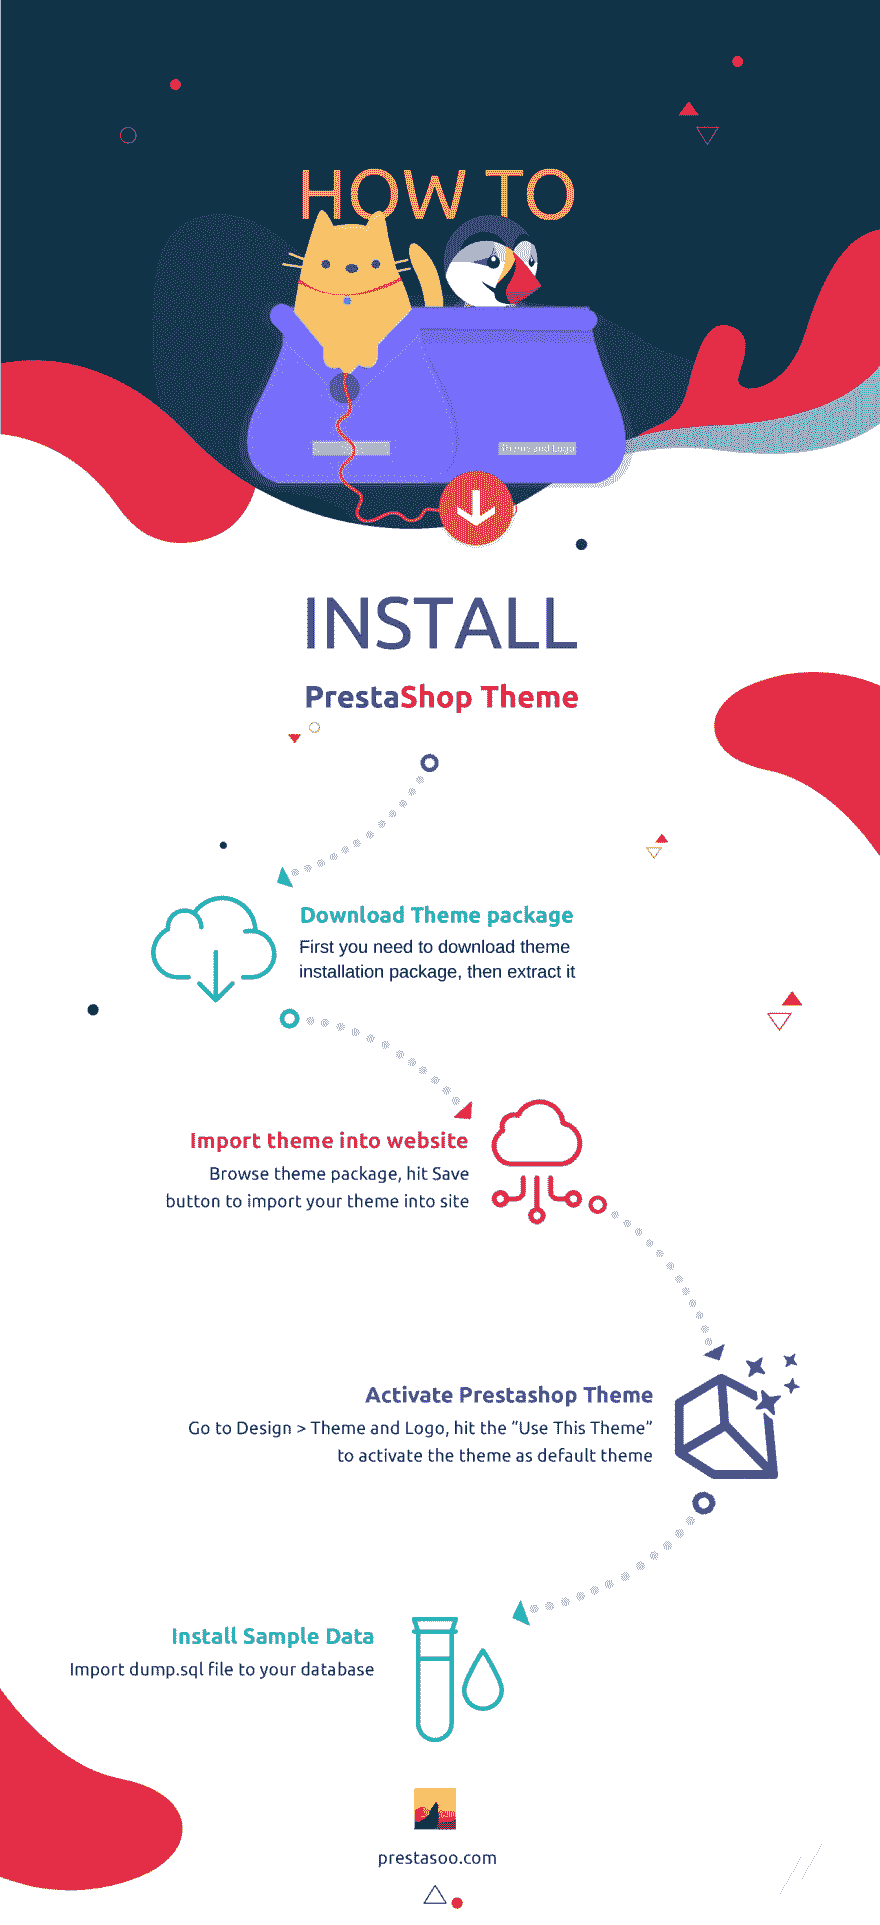 HOW TO
Theme and Logo
INSTALL
PrestaShop Theme
Download Theme package
First you need to download theme
installation package, then extract it
Import theme into website
Browse theme package, hit Save
button to import your theme into site
Activate Prestashop Theme
Go to Design > Theme and Logo, hit the “Use This Theme”
to activate the theme as default theme
Install Sample Data
Import dump.sql file to your database
prestasoo.com